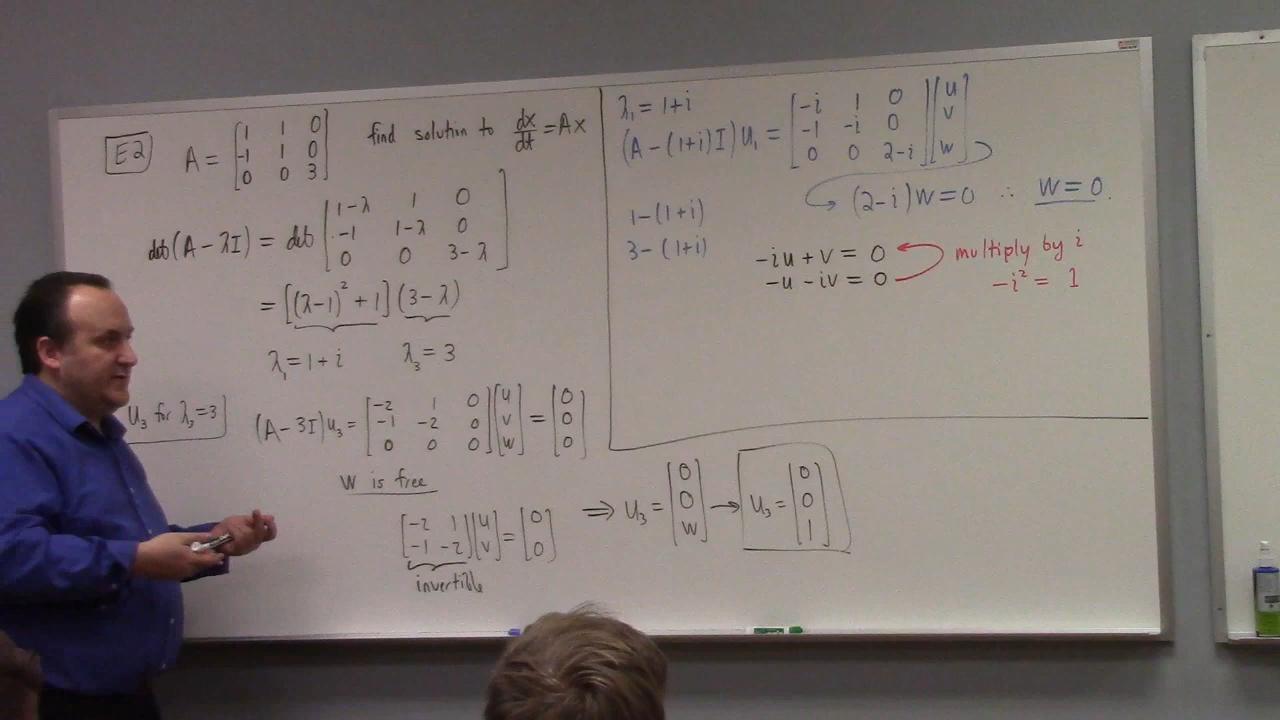 E2 A = [1 1 0; -1 1 0; 0 0 3] find solution to dx/dt = Ax
det(A - λI) = det [1-λ 1 0; -1 1-λ 0; 0 0 3-λ]
= [(λ-1)² + 1](3-λ)
λ₁ = 1+i λ₃ = 3
U₃ for λ₃=3 (A-3I)u₃ = [-2 1 0; -1 -2 0; 0 0 0][u; v; w] = [0; 0; 0]
W is free
[-2 1; -1 -2][u; v] = [0; 0] ⟹ U₃ = [0; 0; w] → U₃ = [0; 0; 1]
invertible
λ₁ = 1+i
(A-(1+i)I)U₁ = [-i 1 0; -1 -i 0; 0 0 2-i][u; v; w]
(2-i)W=0 ∴ W=0.
1-(1+i)
3-(1+i)
-iu+v = 0 multiply by i
-u-iv = 0 -i² = 1